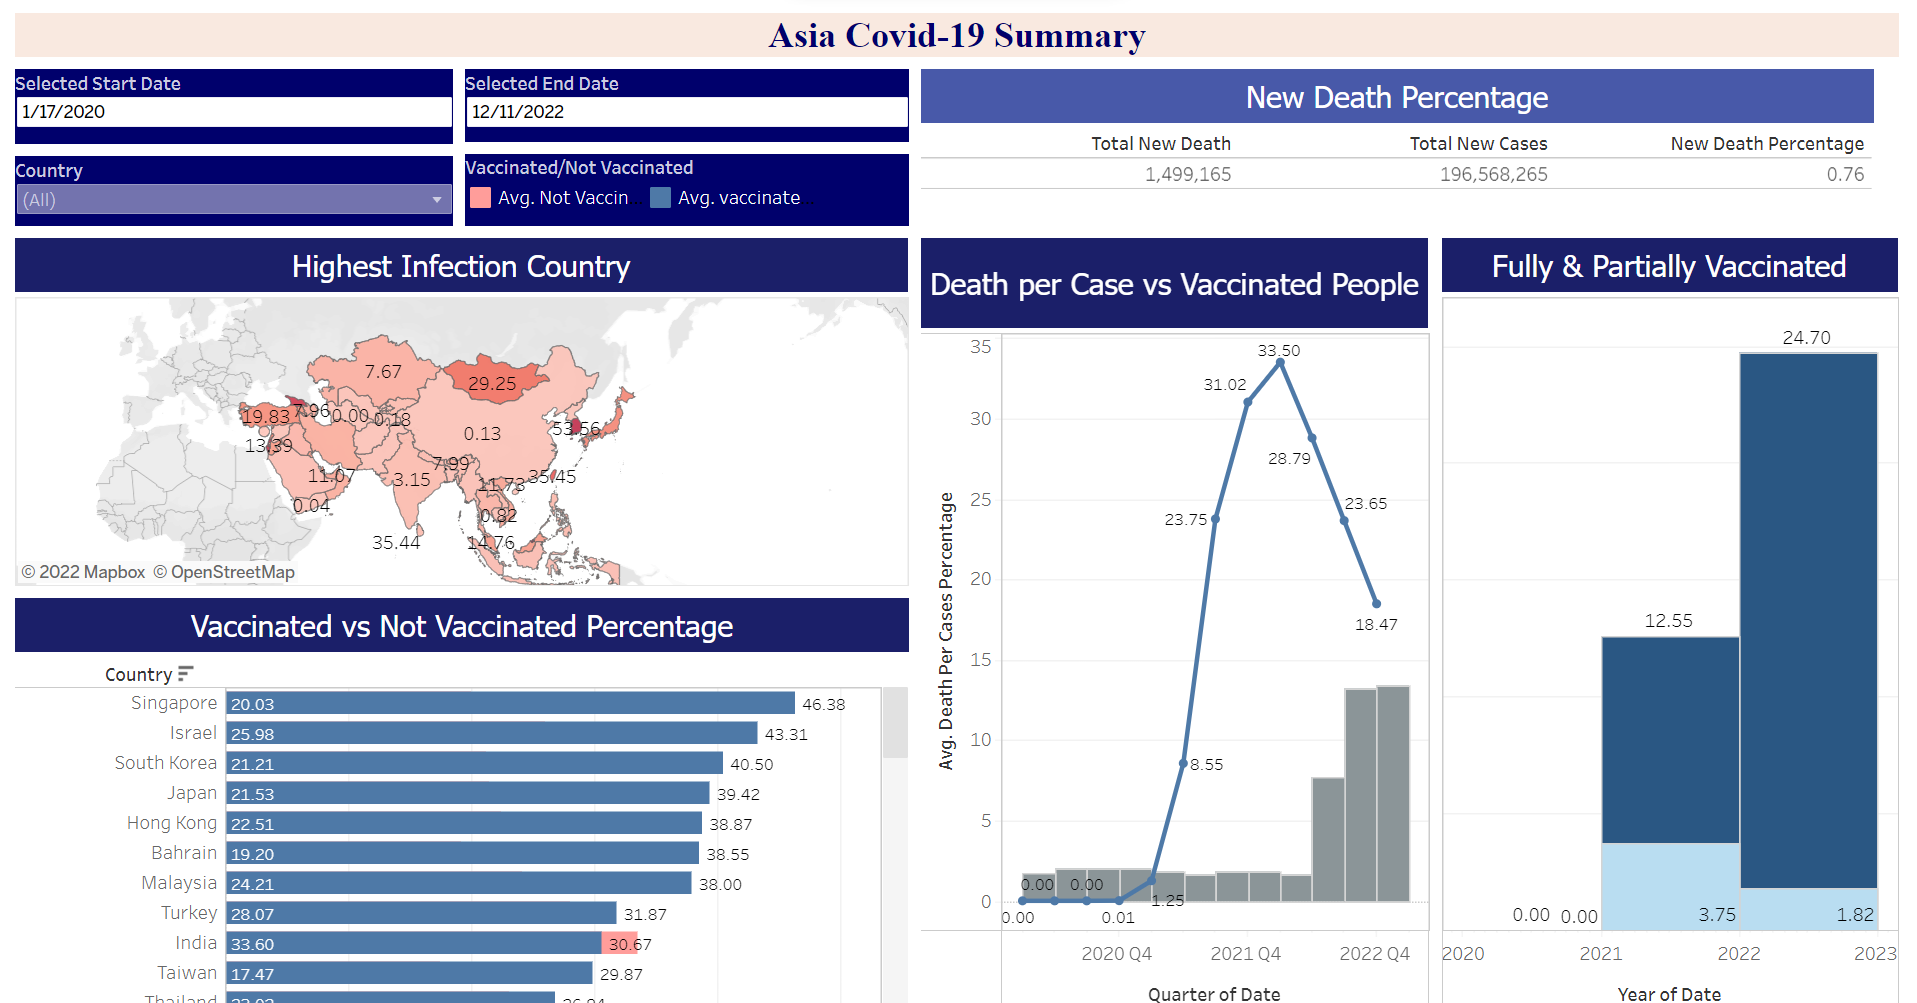 Asia Covid-19 Summary
Selected Start Date
1/17/2020
Selected End Date
12/11/2022
Country
(All)
Vaccinated/Not Vaccinated
Avg. Not Vaccin
Avg. vaccinate
New Death Percentage
Total New Death Total New Cases New Death Percentage
1,499,165 196,568,265 0.76
Highest Infection Country
7.67
29.25
19.83 7.96 0.00 0.18
0.13
53.56
13.39
7.99
11.07
3.15
11.73
35.45
0.04
0.82
35.44
14.76
© 2022 Mapbox © OpenStreetMap
Vaccinated vs Not Vaccinated Percentage
Country
Singapore 20.03 46.38
Israel 25.98 43.31
South Korea 21.21 40.50
Japan 21.53 39.42
Hong Kong 22.51 38.87
Bahrain 19.20 38.55
Malaysia 24.21 38.00
Turkey 28.07 31.87
India 33.60 30.67
Taiwan 17.47 29.87
Thailand
Death per Case vs Vaccinated People
Avg. Death Per Cases Percentage
35
30
25
20
15
10
5
0
33.50
31.02
28.79
23.75
23.65
18.47
8.55
0.00 0.00
1.25
0.00 0.01
2020 Q4 2021 Q4 2022 Q4
Quarter of Date
Fully & Partially Vaccinated
24.70
12.55
0.00 0.00 3.75 1.82
2020 2021 2022 2023
Year of Date